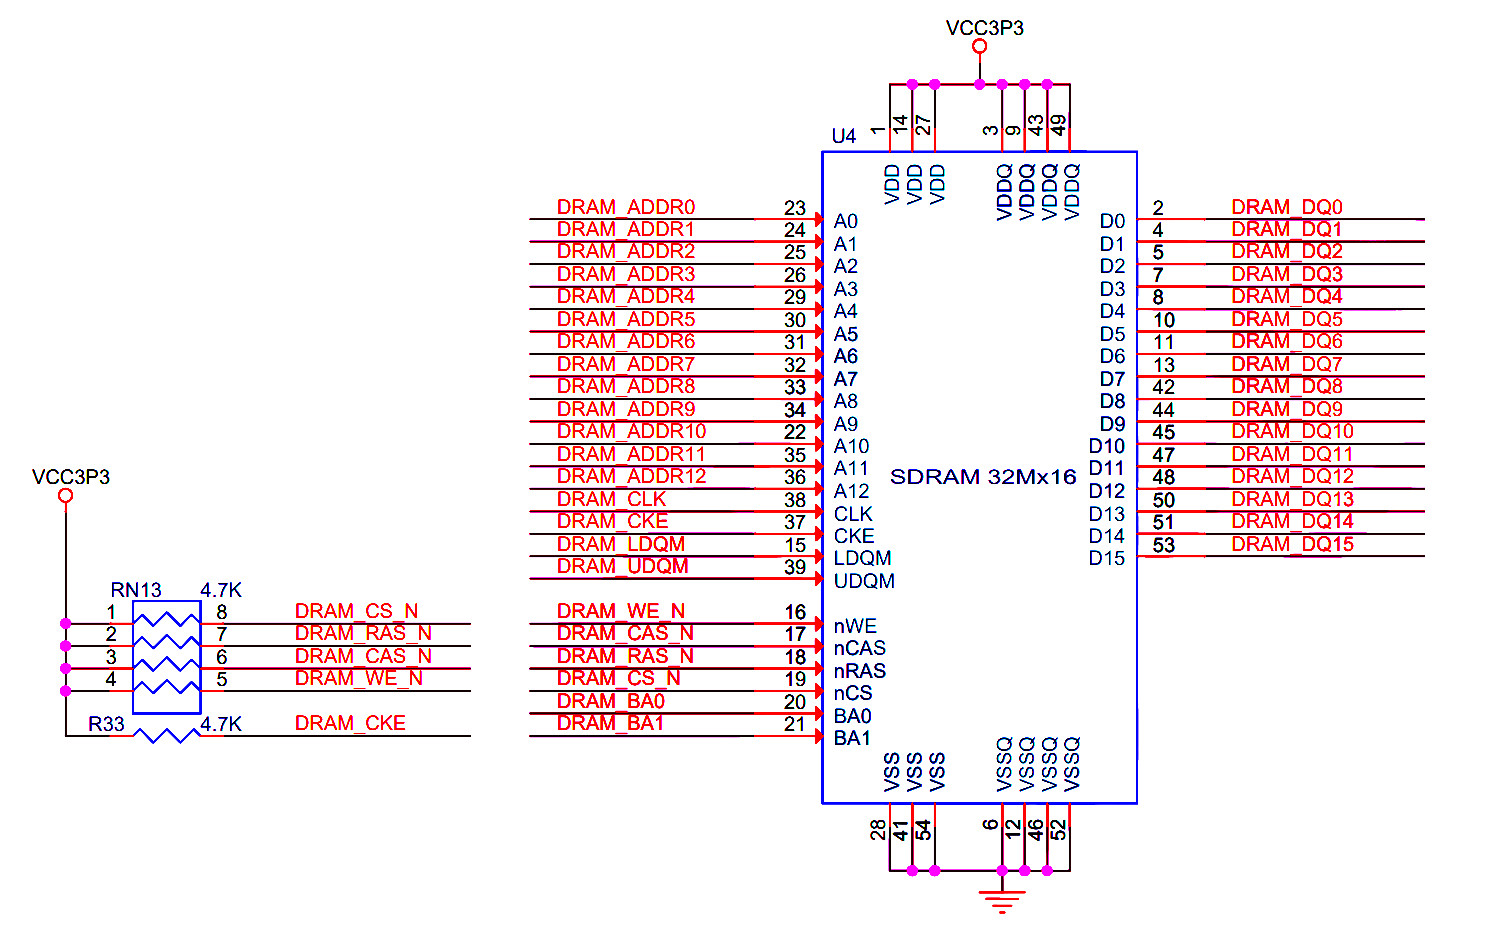 VCC3P3
U4
1 14 27 3 9 43 49
VDD VDD VDD VDDQ VDDQ VDDQ VDDQ
DRAM_ADDR0 23 A0 D0 2 DRAM_DQ0
DRAM_ADDR1 24 A1 D1 4 DRAM_DQ1
DRAM_ADDR2 25 A2 D2 5 DRAM_DQ2
DRAM_ADDR3 26 A3 D3 7 DRAM_DQ3
DRAM_ADDR4 29 A4 D4 8 DRAM_DQ4
DRAM_ADDR5 30 A5 D5 10 DRAM_DQ5
DRAM_ADDR6 31 A6 D6 11 DRAM_DQ6
DRAM_ADDR7 32 A7 D7 13 DRAM_DQ7
DRAM_ADDR8 33 A8 D8 42 DRAM_DQ8
DRAM_ADDR9 34 A9 D9 44 DRAM_DQ9
DRAM_ADDR10 22 A10 D10 45 DRAM_DQ10
DRAM_ADDR11 35 A11 D11 47 DRAM_DQ11
SDRAM 32Mx16
DRAM_ADDR12 36 A12 D12 48 DRAM_DQ12
DRAM_CLK 38 CLK D13 50 DRAM_DQ13
DRAM_CKE 37 CKE D14 51 DRAM_DQ14
DRAM_LDQM 15 LDQM D15 53 DRAM_DQ15
DRAM_UDQM 39 UDQM
DRAM_WE_N 16 nWE
DRAM_CAS_N 17 nCAS
DRAM_RAS_N 18 nRAS
DRAM_CS_N 19 nCS
DRAM_BA0 20 BA0
DRAM_BA1 21 BA1
VSS VSS VSS VSSQ VSSQ VSSQ VSSQ
28 41 54 6 12 46 52
VCC3P3
RN13 4.7K
1 8 DRAM_CS_N
2 7 DRAM_RAS_N
3 6 DRAM_CAS_N
4 5 DRAM_WE_N
R33 4.7K DRAM_CKE